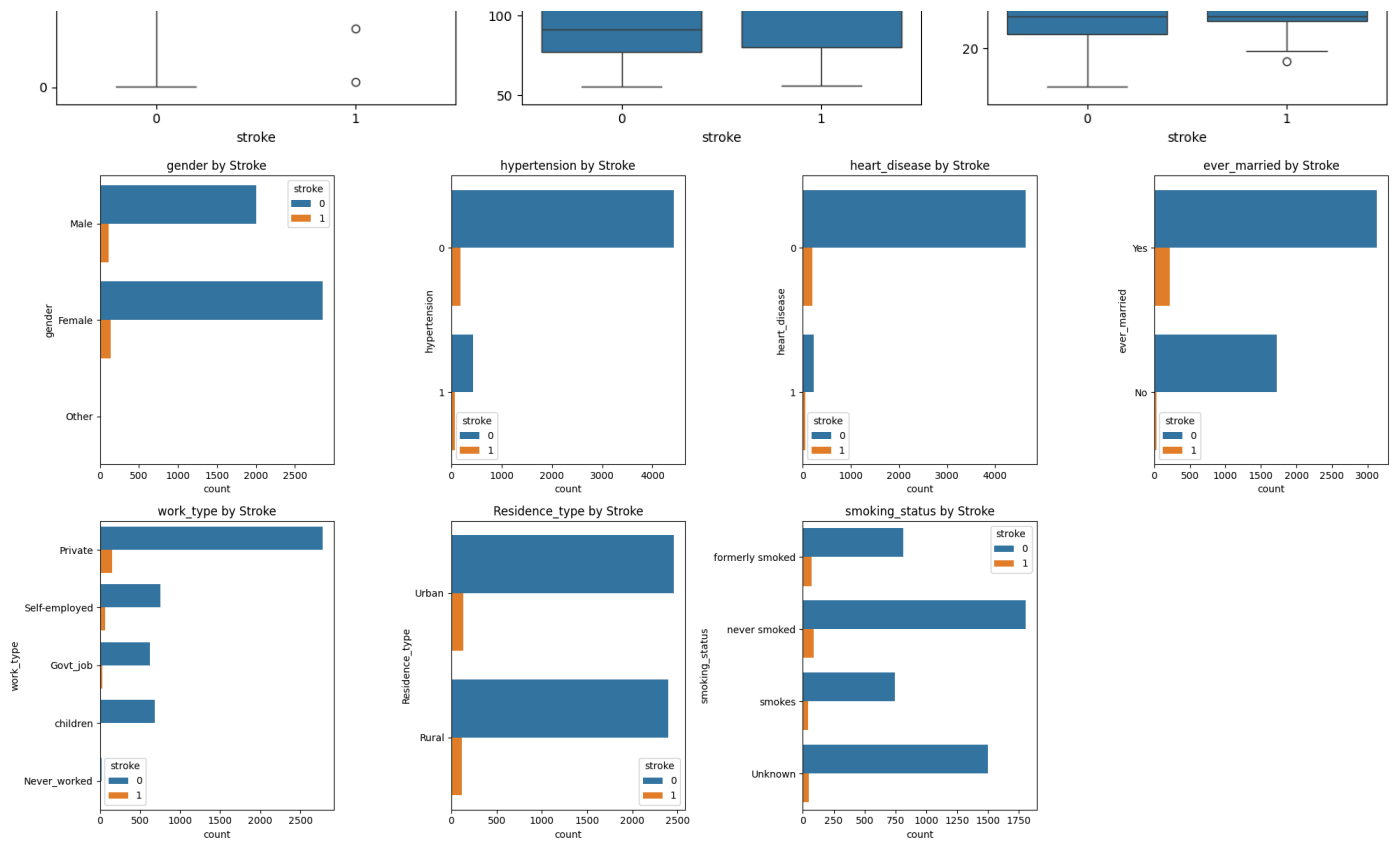 100
20
0
50
0 1
0 1
0 1
stroke
stroke
stroke
gender by Stroke
stroke
0
1
Male
Female
Other
gender
0 500 1000 1500 2000 2500
count
hypertension by Stroke
0
1
hypertension
stroke
0
1
0 1000 2000 3000 4000
count
heart_disease by Stroke
0
1
heart_disease
stroke
0
1
0 1000 2000 3000 4000
count
ever_married by Stroke
Yes
No
ever_married
stroke
0
1
0 500 1000 1500 2000 2500 3000
count
work_type by Stroke
Private
Self-employed
Govt_job
children
Never_worked
work_type
stroke
0
1
0 500 1000 1500 2000 2500
count
Residence_type by Stroke
Urban
Rural
Residence_type
stroke
0
1
0 500 1000 1500 2000 2500
count
smoking_status by Stroke
stroke
0
1
formerly smoked
never smoked
smokes
Unknown
smoking_status
0 250 500 750 1000 1250 1500 1750
count